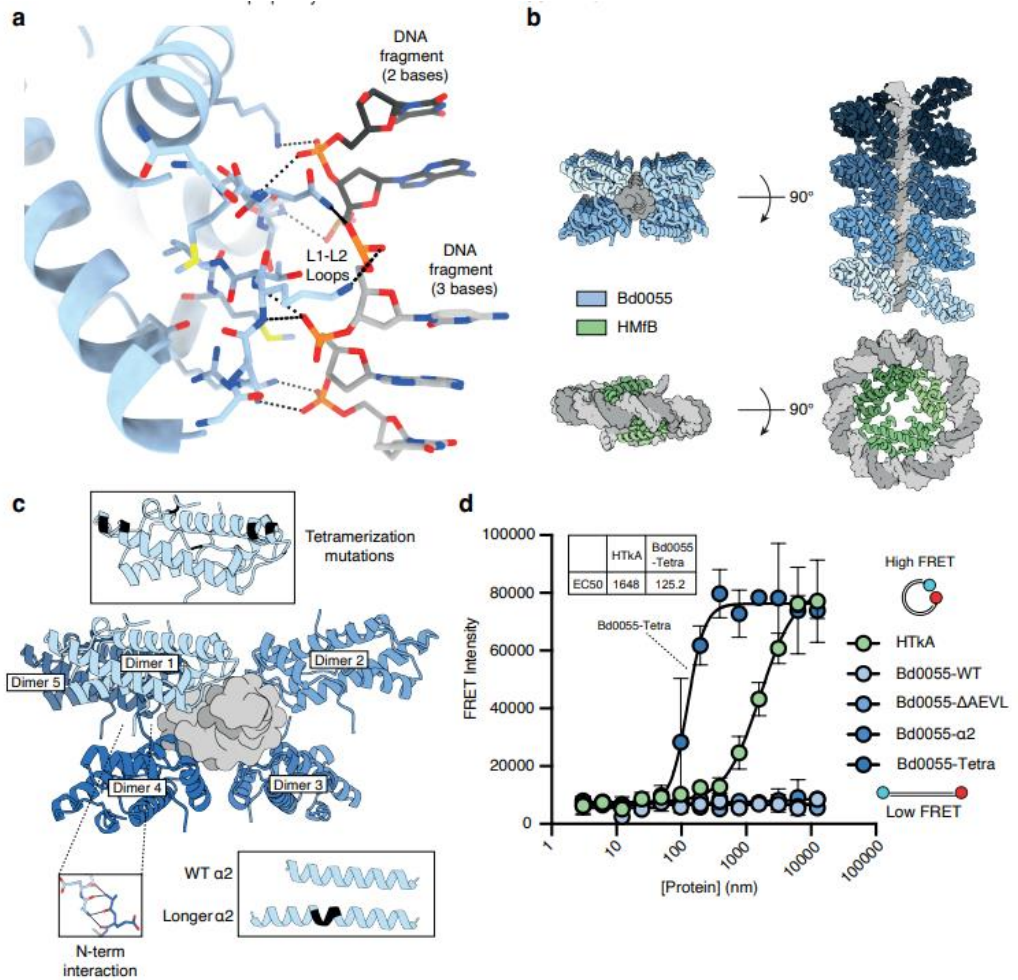 a
DNA
fragment
(2 bases)
L1-L2
Loops
DNA
fragment
(3 bases)
b
90°
Bd0055
HMfB
90°
c
Tetramerization
mutations
Dimer 1
Dimer 2
Dimer 5
Dimer 4
Dimer 3
WT α2
Longer α2
N-term
interaction
d
100000
80000
60000
40000
20000
0
FRET Intensity
HTkA
Bd0055
-Tetra
EC50
1648
125.2
Bd0055-Tetra
1
10
100
1000
10000
100000
[Protein] (nm)
High FRET
HTkA
Bd0055-WT
Bd0055-ΔAEVL
Bd0055-α2
Bd0055-Tetra
Low FRET